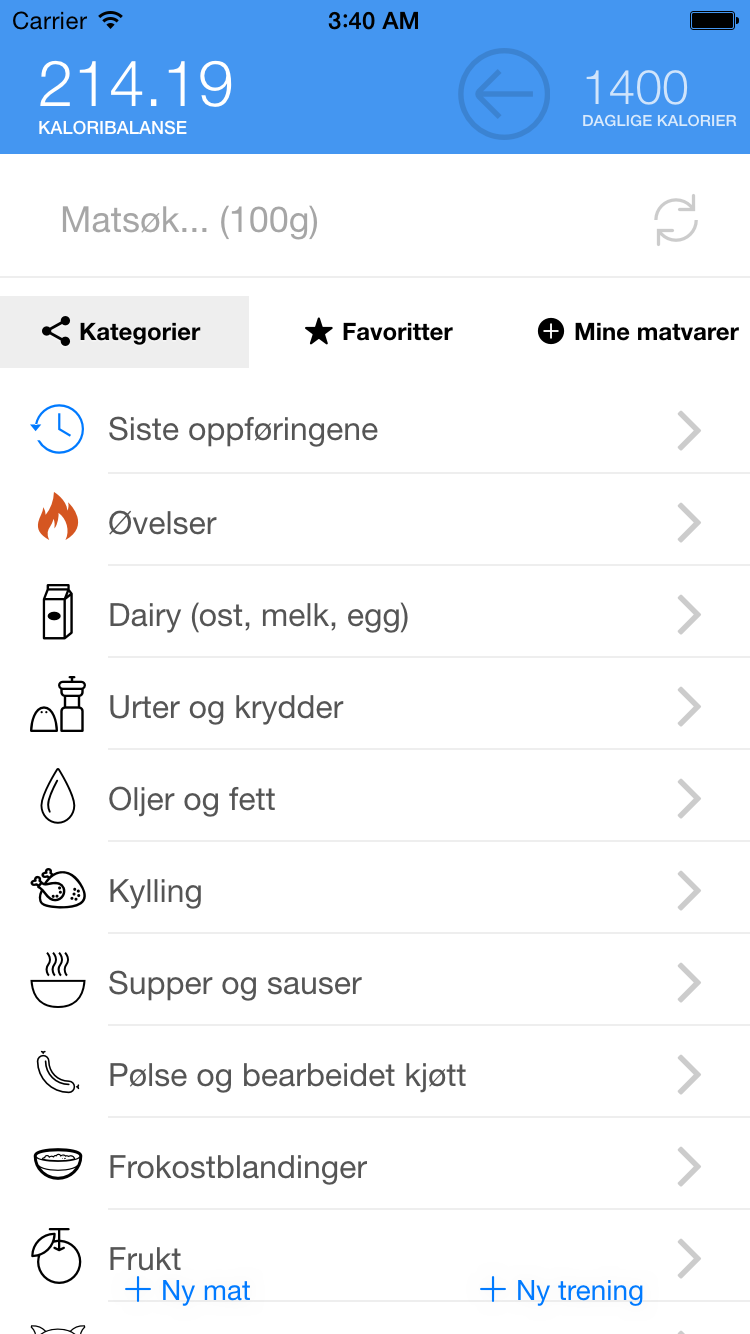 Carrier 3:40 AM
214.19 1400
KALORIBALANSE DAGLIGE KALORIER
Matsøk... (100g)
Kategorier Favoritter Mine matvarer
Siste oppføringene
Øvelser
Dairy (ost, melk, egg)
Urter og krydder
Oljer og fett
Kylling
Supper og sauser
Pølse og bearbeidet kjøtt
Frokostblandinger
Frukt
Ny mat Ny trening